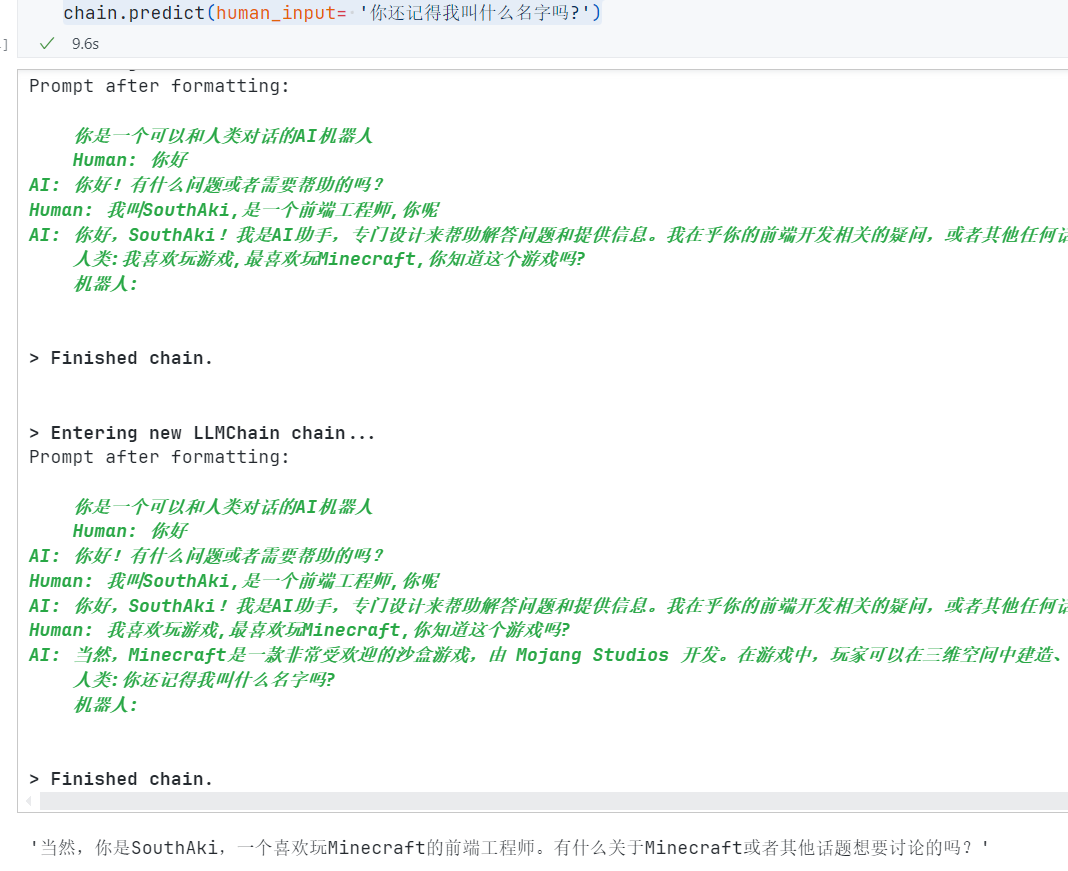 chain.predict(human_input= '你还记得我叫什么名字吗?')
]
9.6s
Prompt after formatting:
你是一个可以和人类对话的AI机器人
Human: 你好
AI: 你好！有什么问题或者需要帮助的吗？
Human: 我叫SouthAki,是一个前端工程师,你呢
AI: 你好，SouthAki！我是AI助手，专门设计来帮助解答问题和提供信息。我在乎你的前端开发相关的疑问，或者其他任何
人类:我喜欢玩游戏,最喜欢玩Minecraft,你知道这个游戏吗?
机器人:
> Finished chain.
> Entering new LLMChain chain...
Prompt after formatting:
你是一个可以和人类对话的AI机器人
Human: 你好
AI: 你好！有什么问题或者需要帮助的吗？
Human: 我叫SouthAki,是一个前端工程师,你呢
AI: 你好，SouthAki！我是AI助手，专门设计来帮助解答问题和提供信息。我在乎你的前端开发相关的疑问，或者其他任何
Human: 我喜欢玩游戏,最喜欢玩Minecraft,你知道这个游戏吗?
AI: 当然，Minecraft是一款非常受欢迎的沙盒游戏，由 Mojang Studios 开发。在游戏中，玩家可以在三维空间中建造、
人类:你还记得我叫什么名字吗?
机器人:
> Finished chain.
'当然，你是SouthAki，一个喜欢玩Minecraft的前端工程师。有什么关于Minecraft或者其他话题想要讨论的吗？'